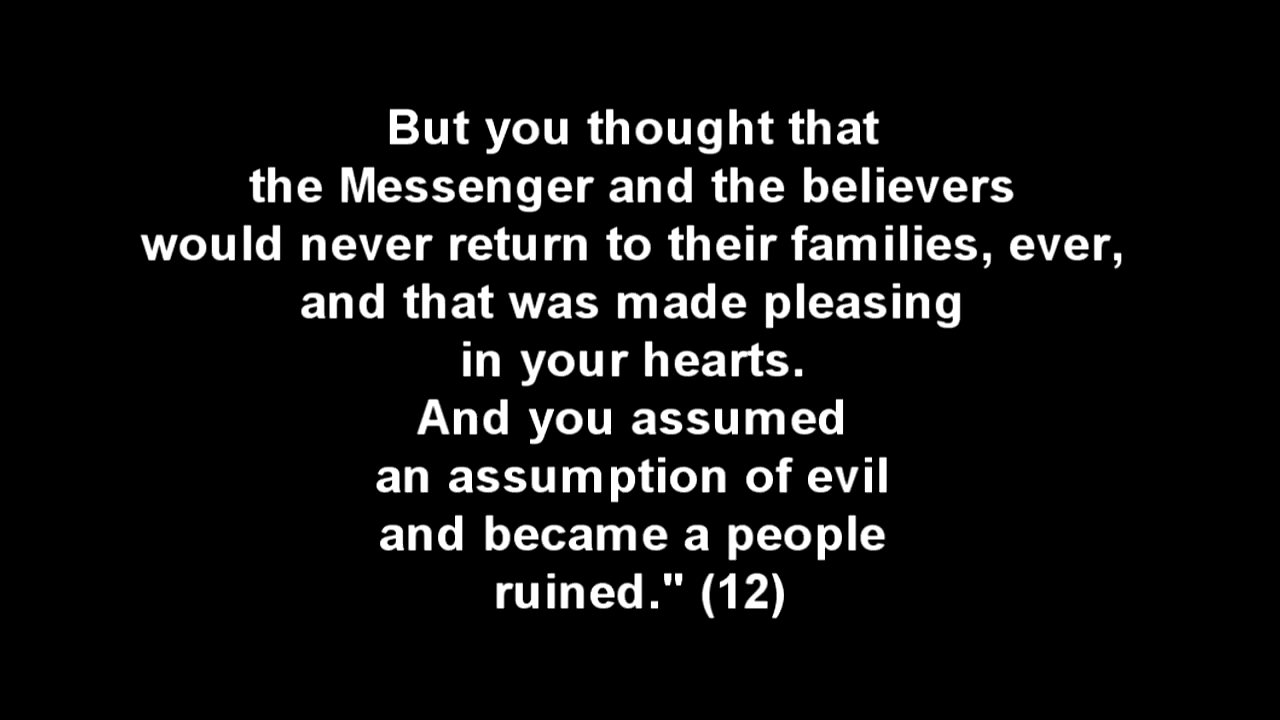 But you thought that
the Messenger and the believers
would never return to their families, ever,
and that was made pleasing
in your hearts.
And you assumed
an assumption of evil
and became a people
ruined." (12)